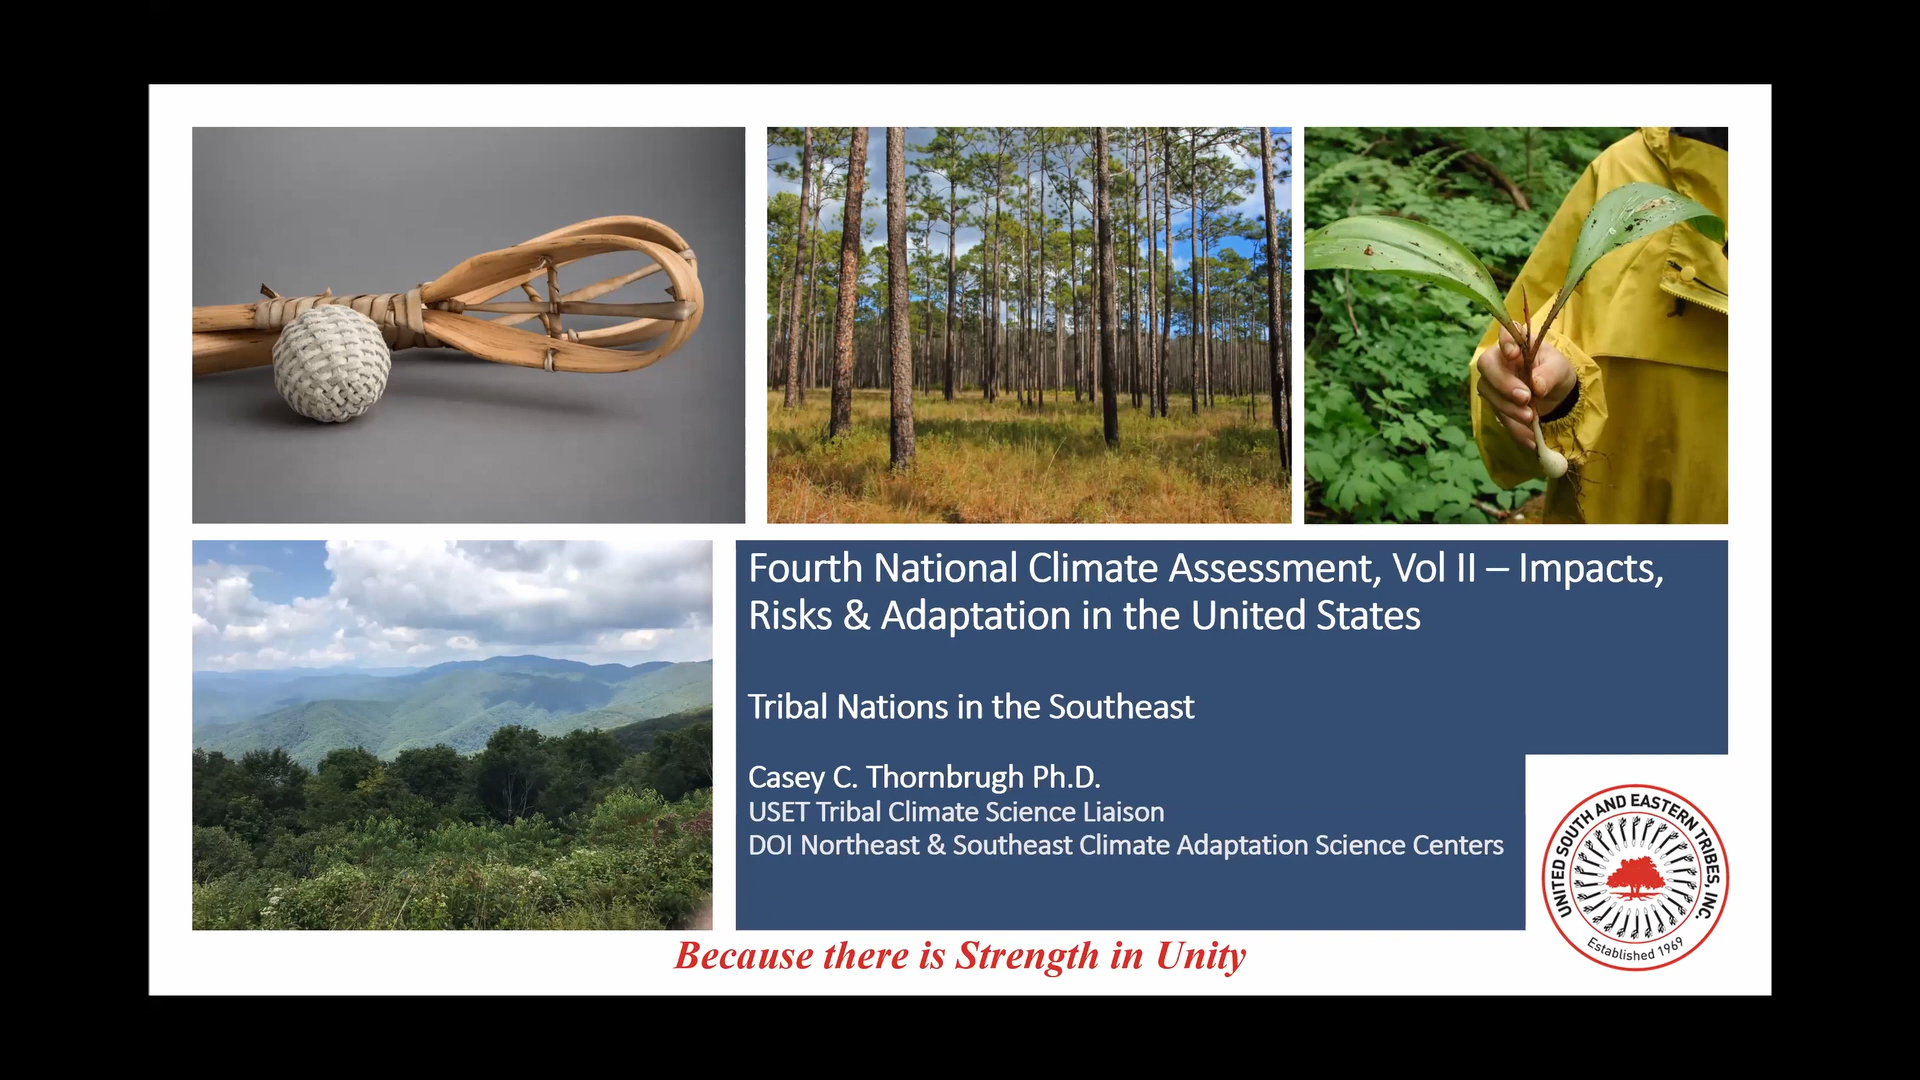 Fourth National Climate Assessment, Vol II – Impacts,
Risks & Adaptation in the United States
Tribal Nations in the Southeast
Casey C. Thornbrugh Ph.D.
USET Tribal Climate Science Liaison
DOI Northeast & Southeast Climate Adaptation Science Centers
UNITED SOUTH AND EASTERN TRIBES, INC.
Established 1969
Because there is Strength in Unity